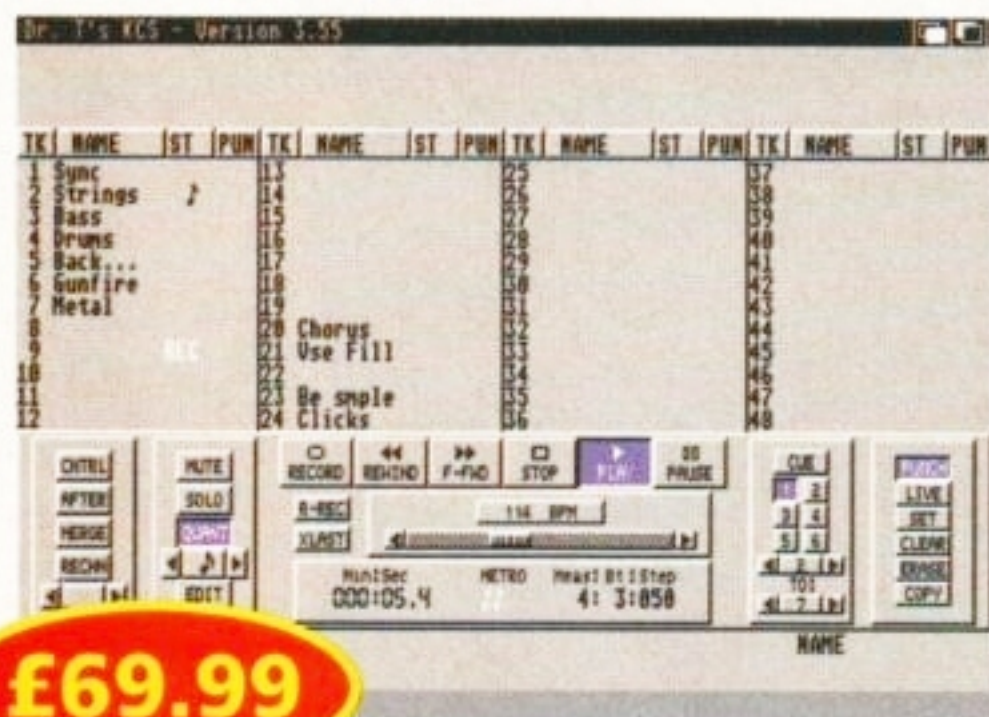 Dr. T's KCS - Version 3.55
TK NAME ST PUN TK NAME ST PUN TK NAME ST PUN TK NAME ST PUN
1 Sync 13 25 37
2 Strings ♪ 14 26 38
3 Bass 15 27 39
4 Drums 16 28 40
5 Back... 17 29 41
6 Gunfire 18 30 42
7 Metal 19 31 43
8 20 Chorus 32 44
9 REC 21 Vse Fill 33 45
10 22 34 46
11 23 Be smple 35 47
12 24 Clicks 36 48
CNTRL MUTE RECORD REWIND F-FWD STOP PLAY PAUSE CUE
AFTER SOLO A-REC 114 BPM 1 2 LIVE
MERGE QUANT XLAST 3 4 SET
RECHN 5 6 CLEAR
Min:Sec METRO Meas: Bt:Step 2 ERASE
EDIT 000:05.4 4: 3:050 TO: COPY
7
NAME
£69.99